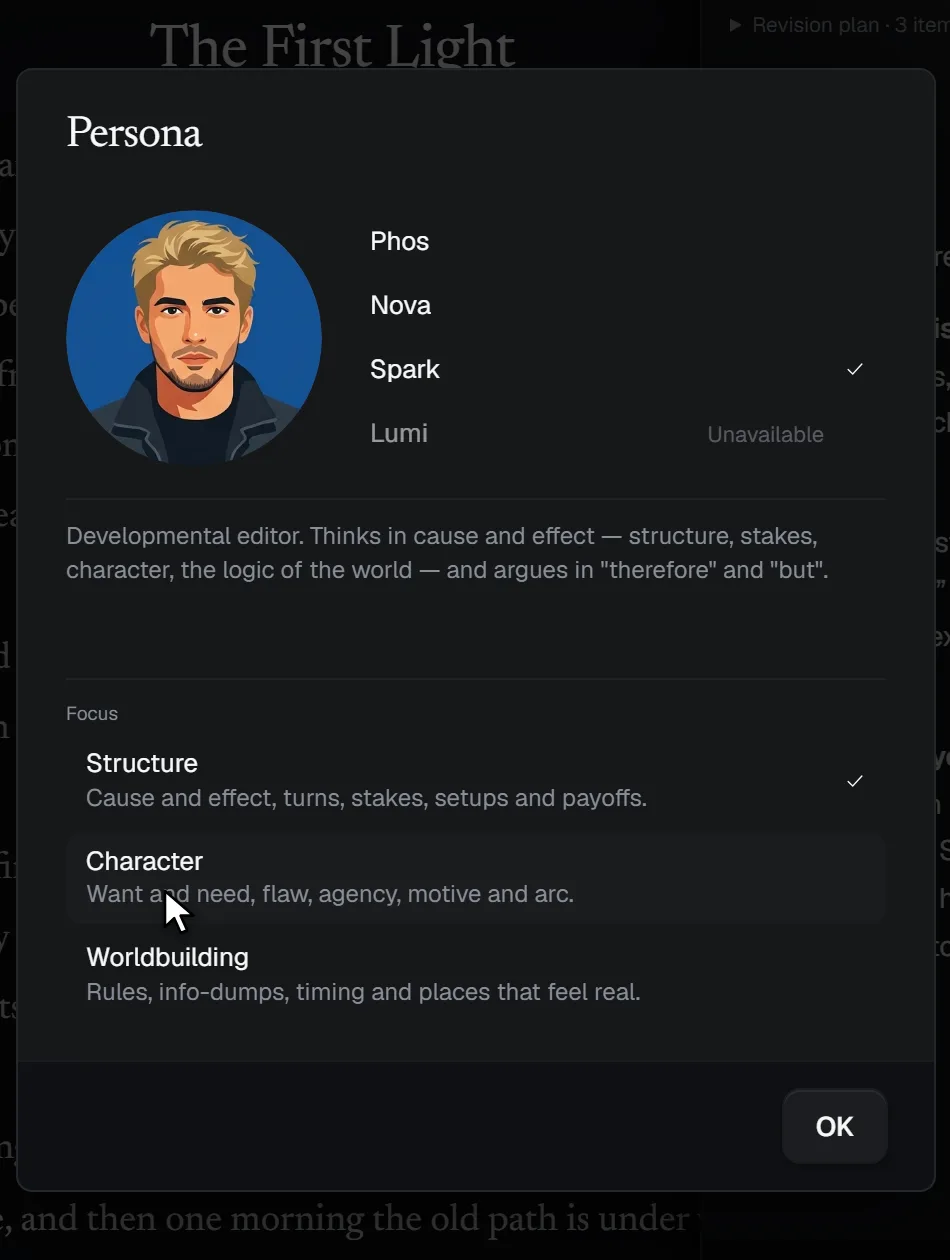 The First Light
Revision plan · 3 item
Persona
Phos
Nova
Spark
Lumi
Unavailable
Developmental editor. Thinks in cause and effect — structure, stakes,
character, the logic of the world — and argues in "therefore" and "but".
Focus
Structure
Cause and effect, turns, stakes, setups and payoffs.
Character
Want and need, flaw, agency, motive and arc.
Worldbuilding
Rules, info-dumps, timing and places that feel real.
OK
, and then one morning the old path is under